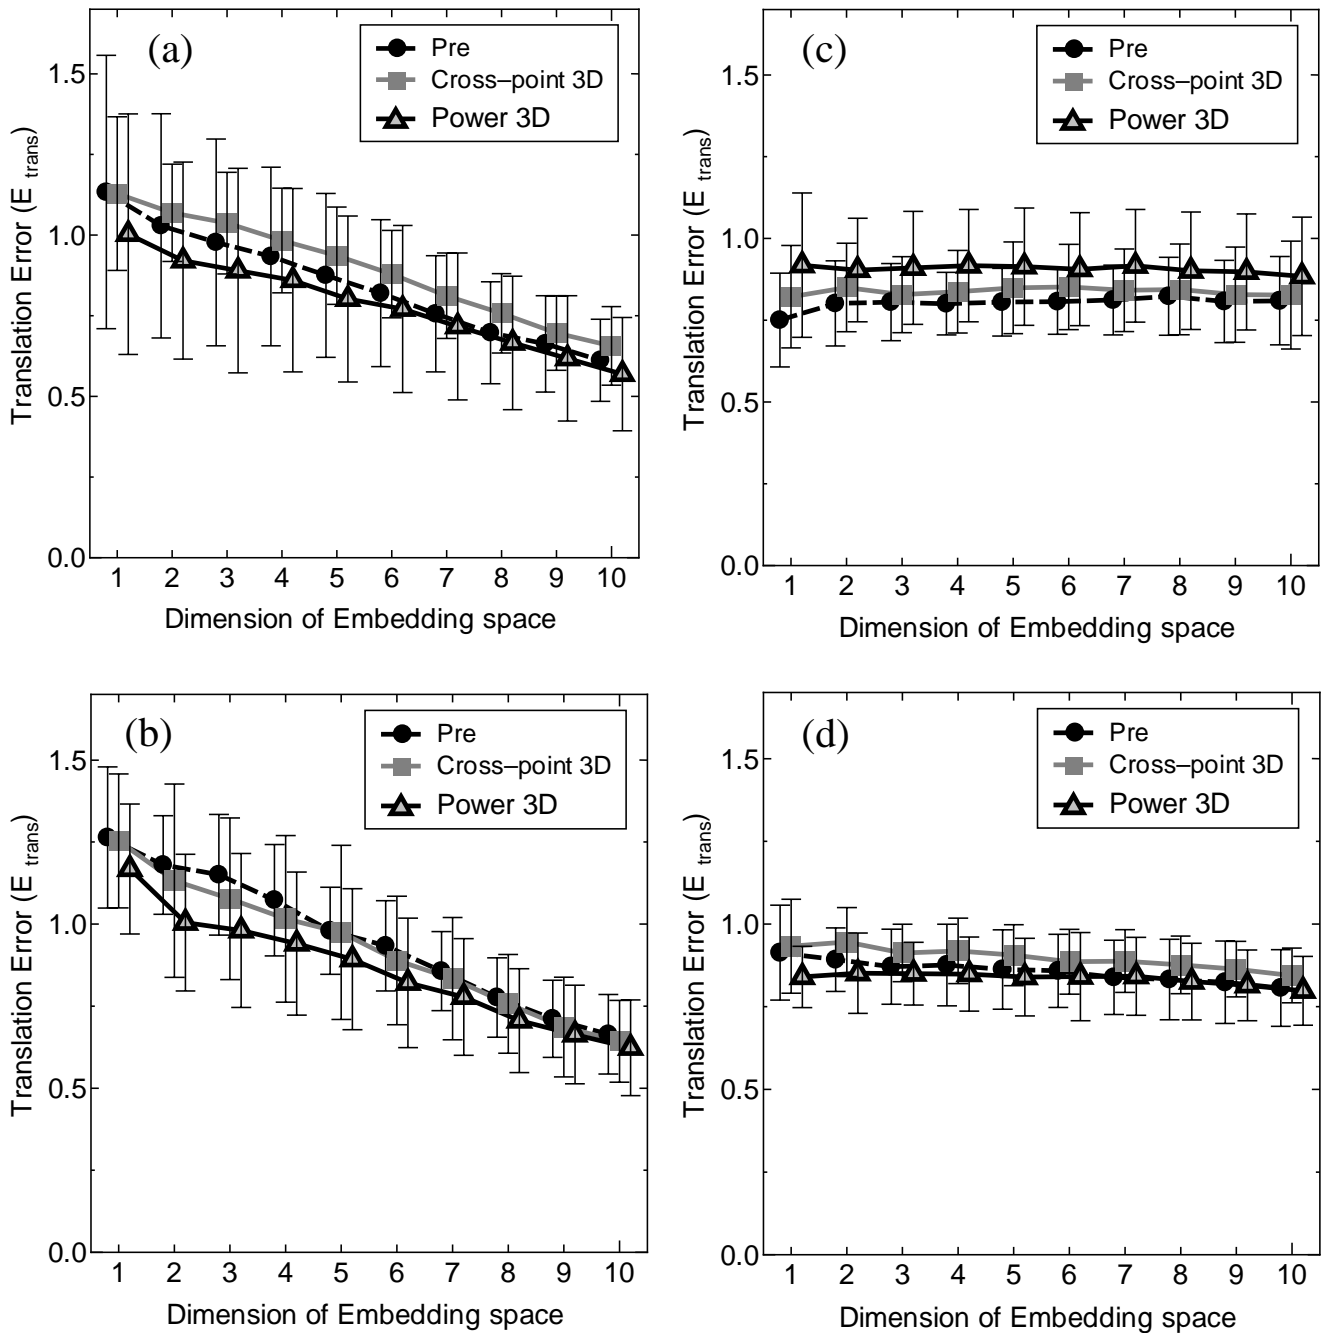 (a)
Pre
Cross–point 3D
Power 3D
1.5
1.0
0.5
0.0
Translation Error (E trans)
1 2 3 4 5 6 7 8 9 10
Dimension of Embedding space
(c)
Pre
Cross–point 3D
Power 3D
1.5
1.0
0.5
0.0
Translation Error (E trans)
1 2 3 4 5 6 7 8 9 10
Dimension of Embedding space
(b)
Pre
Cross–point 3D
Power 3D
1.5
1.0
0.5
0.0
Translation Error (E trans)
1 2 3 4 5 6 7 8 9 10
Dimension of Embedding space
(d)
Pre
Cross–point 3D
Power 3D
1.5
1.0
0.5
0.0
Translation Error (E trans)
1 2 3 4 5 6 7 8 9 10
Dimension of Embedding space